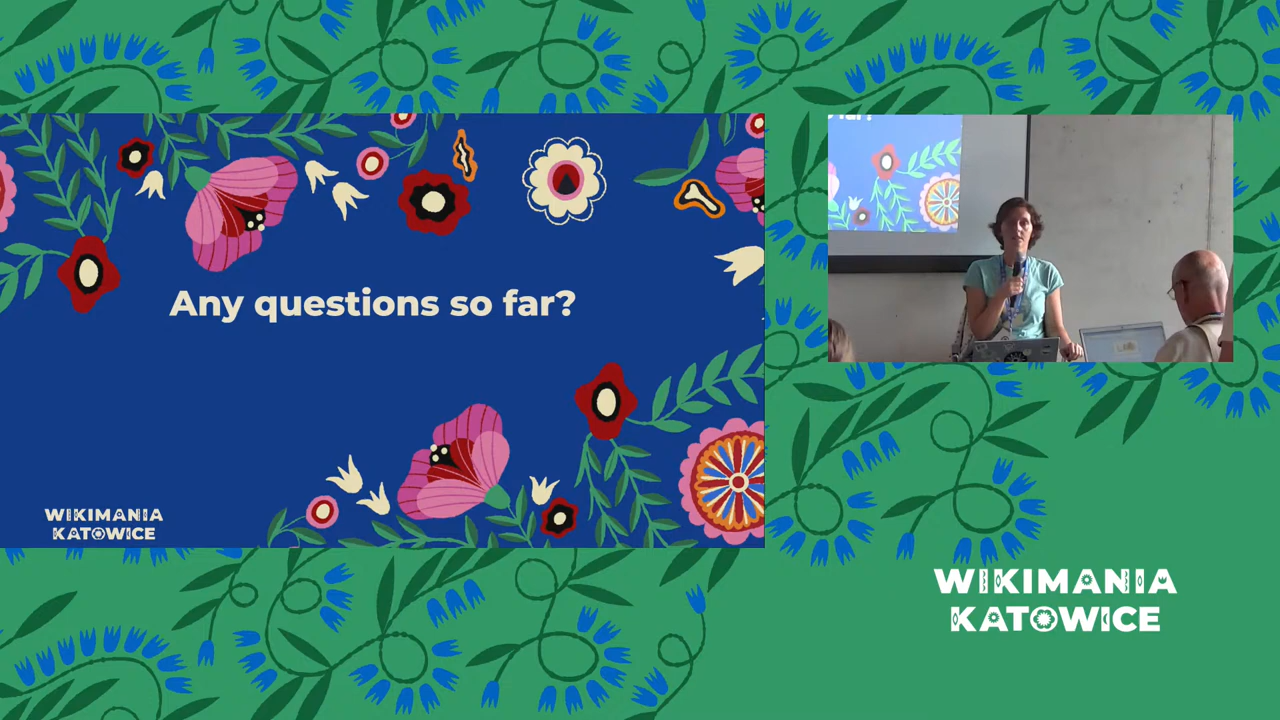 Any questions so far?
WIKIMANIA
KATOWICE
WIKIMANIA
KATOWICE